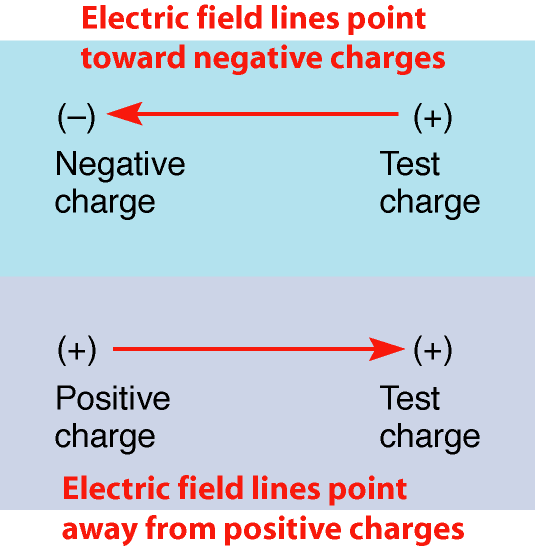 Electric field lines point
toward negative charges
(–) (+)
Negative Test
charge charge
(+) (+)
Positive Test
charge charge
Electric field lines point
away from positive charges